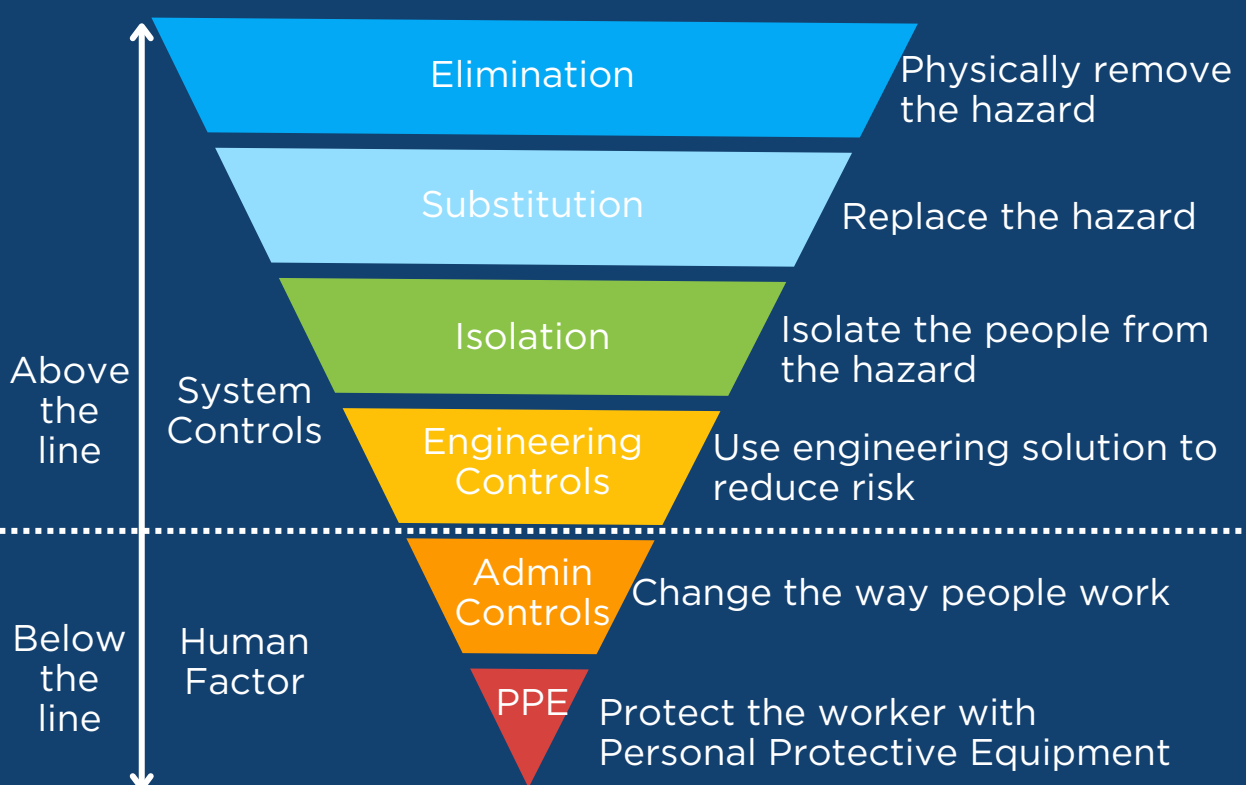 Elimination
Physically remove
the hazard
Substitution
Replace the hazard
Isolation
Isolate the people from
the hazard
Above
the
line
System
Controls
Engineering
Controls
Use engineering solution to
reduce risk
Admin
Controls
Change the way people work
Below
the
line
Human
Factor
PPE
Protect the worker with
Personal Protective Equipment